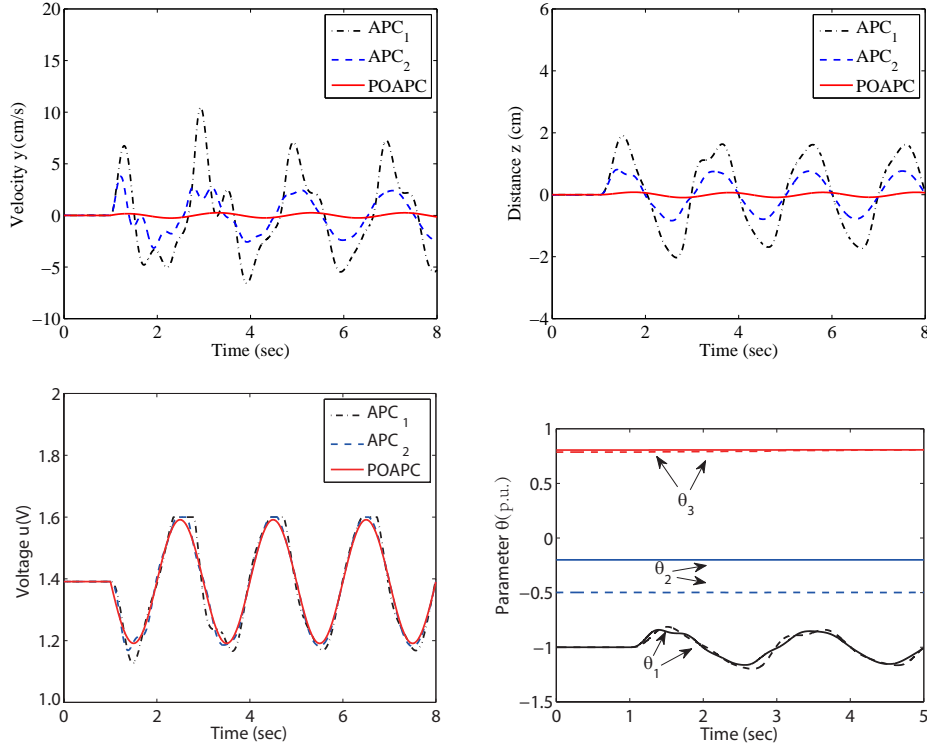 20
15
10
5
0
−5
−10
Velocity y (cm/s)
0
2
4
6
8
Time (sec)
APC1
APC2
POAPC
6
4
2
0
−2
−4
Distance z (cm)
0
2
4
6
8
Time (sec)
APC1
APC2
POAPC
2
1.8
1.6
1.4
1.2
1.0
Voltage u(V)
0
2
4
6
8
Time (sec)
APC1
APC2
POAPC
1
0.5
0
−0.5
−1
−1.5
Parameter θ(p.u.)
0
1
2
3
4
5
Time (sec)
θ3
θ2
θ1